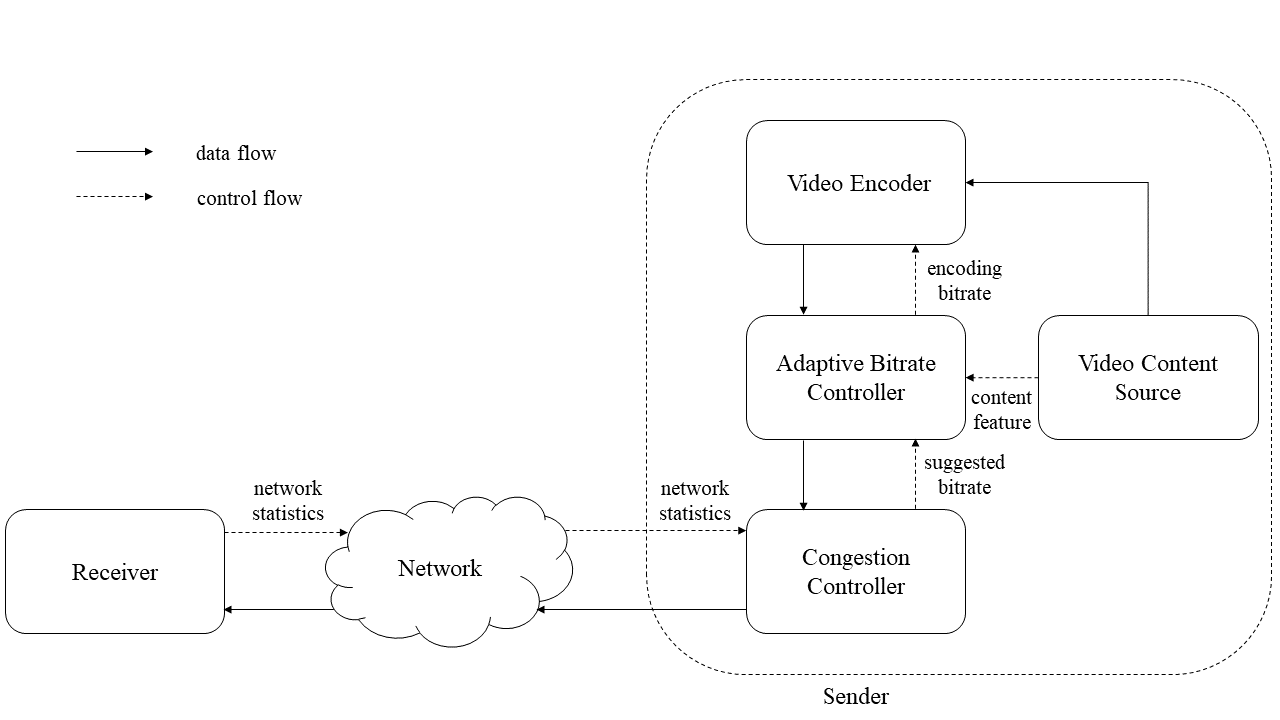 data flow
control flow
Video Encoder
encoding
bitrate
Adaptive Bitrate
Controller
Video Content
Source
content
feature
suggested
bitrate
network
statistics
network
statistics
Receiver
Network
Congestion
Controller
Sender